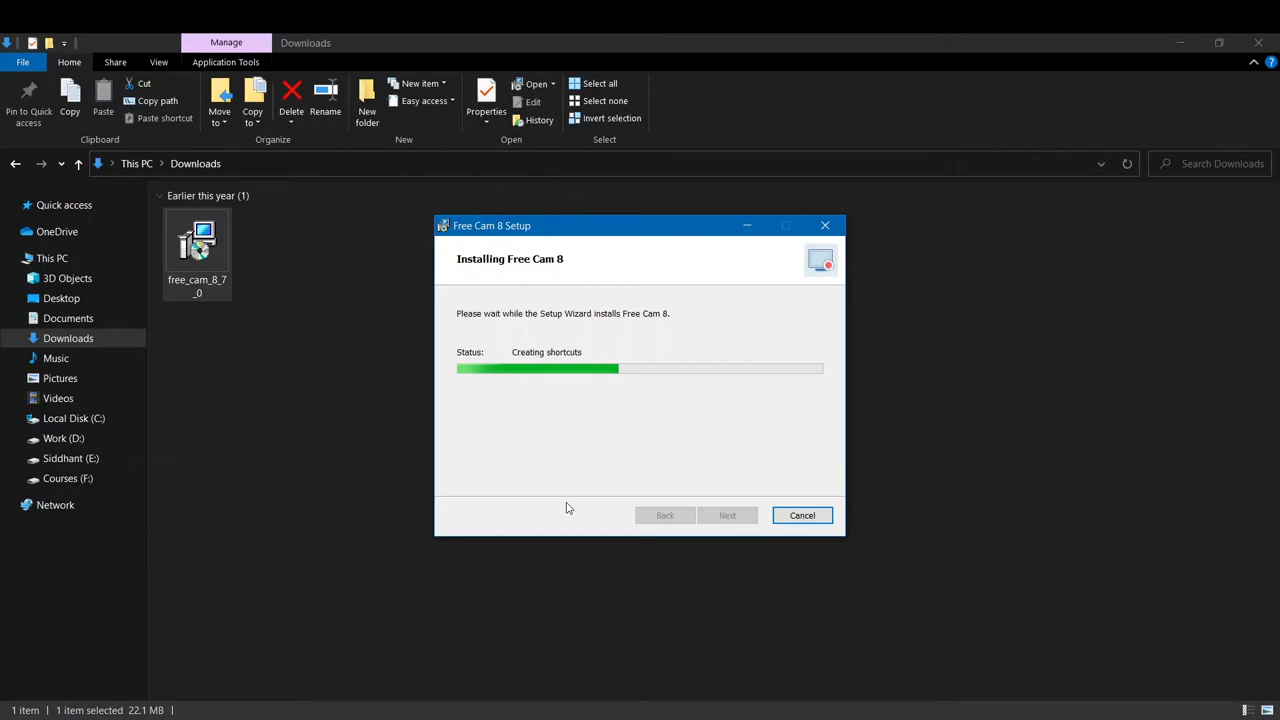 Manage
Downloads
File
Home
Share
View
Application Tools
Pin to Quick
access
Copy
Paste
Cut
Copy path
Paste shortcut
Clipboard
Move
to
Copy
to
Delete
Rename
Organize
New
folder
New item
Easy access
New
Properties
Open
Edit
History
Open
Select all
Select none
Invert selection
Select
This PC
Downloads
Search Downloads
Quick access
OneDrive
This PC
3D Objects
Desktop
Documents
Downloads
Music
Pictures
Videos
Local Disk (C:)
Work (D:)
Siddhant (E:)
Courses (F:)
Network
Earlier this year (1)
free_cam_8_7
_0
Free Cam 8 Setup
Installing Free Cam 8
Please wait while the Setup Wizard installs Free Cam 8.
Status: Creating shortcuts
Back
Next
Cancel
1 item
1 item selected 22.1 MB